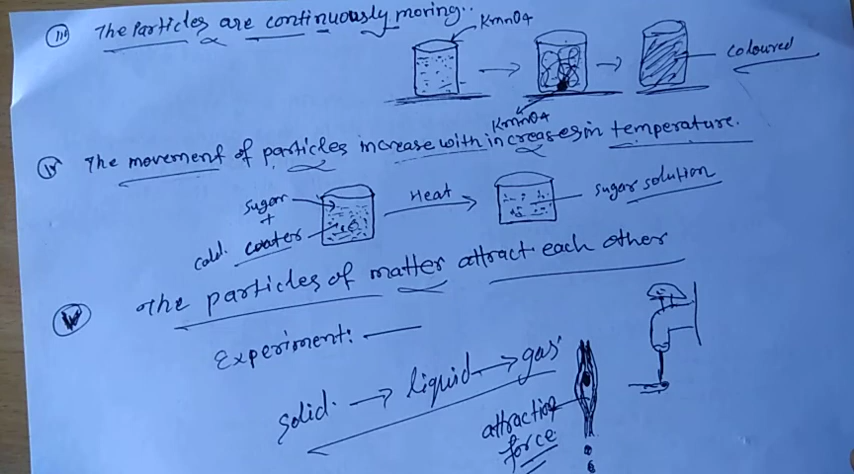 (iii) The Particles are continuously moving..
KmnO4
coloured
KmnO4
(iv) The movement of particles increase with increases in temperature.
Sugar
+
cold. water
Heat
sugar solution
(v) The particles of matter attract each other
Experiment: —
solid. → liquid → gas
attraction
force